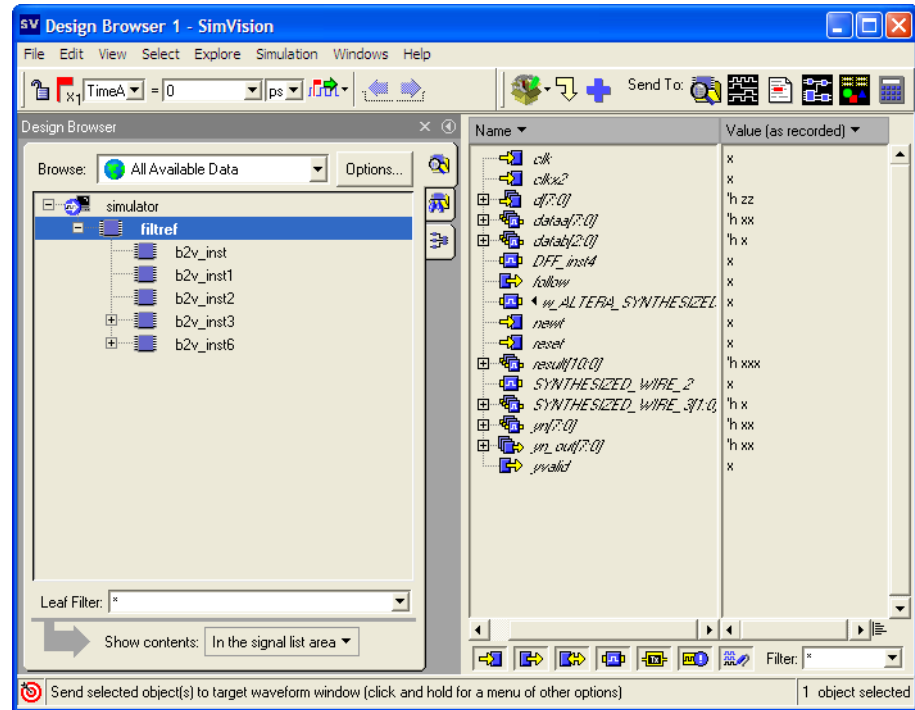 SV Design Browser 1 - SimVision
File Edit View Select Explore Simulation Windows Help
X1 TimeA = 0 ps Send To:
Design Browser
Browse: All Available Data Options...
simulator
filtref
b2v_inst
b2v_inst1
b2v_inst2
b2v_inst3
b2v_inst6
Leaf Filter: *
Show contents: In the signal list area
Name Value (as recorded)
clk x
clkx2 x
d[7:0] 'h zz
dataa[7:0] 'h xx
datab[2:0] 'h x
DFF_inst4 x
follow x
w_ALTERA_SYNTHESIZED x
newt x
reset x
result[10:0] 'h xxx
SYNTHESIZED_WIRE_2 x
SYNTHESIZED_WIRE_3[1:0] 'h x
yn[7:0] 'h xx
yn_out[7:0] 'h xx
yvalid x
Filter: *
Send selected object(s) to target waveform window (click and hold for a menu of other options) 1 object selected